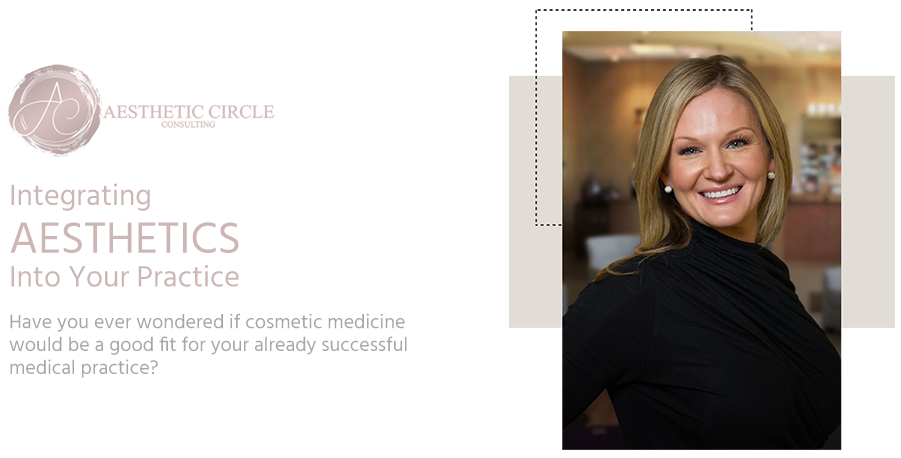 AC
AESTHETIC CIRCLE
CONSULTING
Integrating
AESTHETICS
Into Your Practice
Have you ever wondered if cosmetic medicine
would be a good fit for your already successful
medical practice?